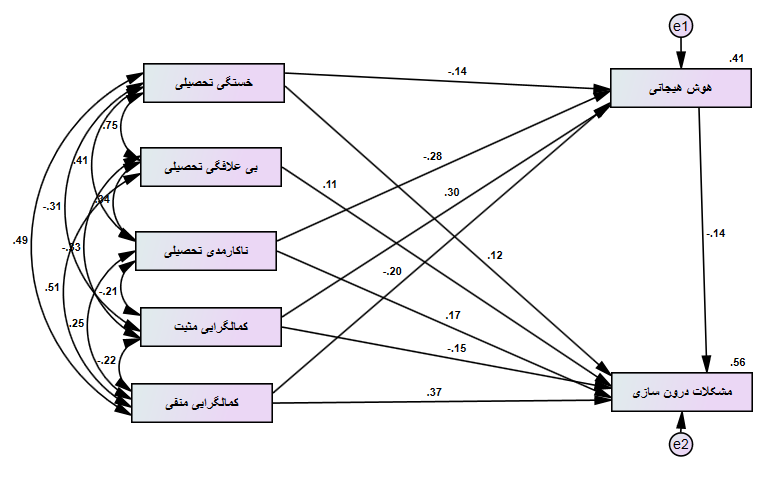 e1
.41
خستگی تحصیلی
-.14
هوش هیجانی
.75
بی علاقگی تحصیلی
.41
-.28
.11
.34
.30
-.31
.49
ناکارمدی تحصیلی
-.33
.12
-.14
-.20
.51
-.21
کمالگرایی مثبت
.17
.25
-.15
-.22
.56
کمالگرایی منفی
.37
مشکلات درون سازی
e2